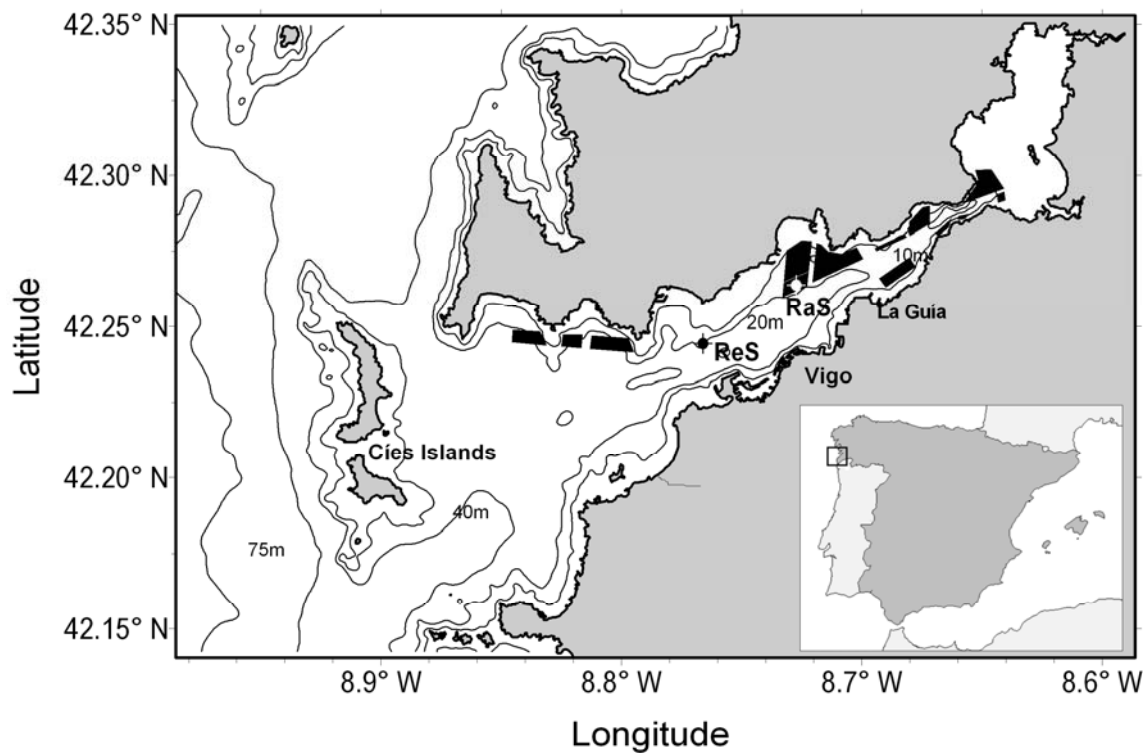 42.35° N
42.30° N
10m
RaS
La Guía
20m
42.25° N
ReS
Vigo
Cíes Islands
42.20° N
40m
75m
42.15° N
8.9° W
8.8° W
8.7° W
8.6° W
Latitude
Longitude